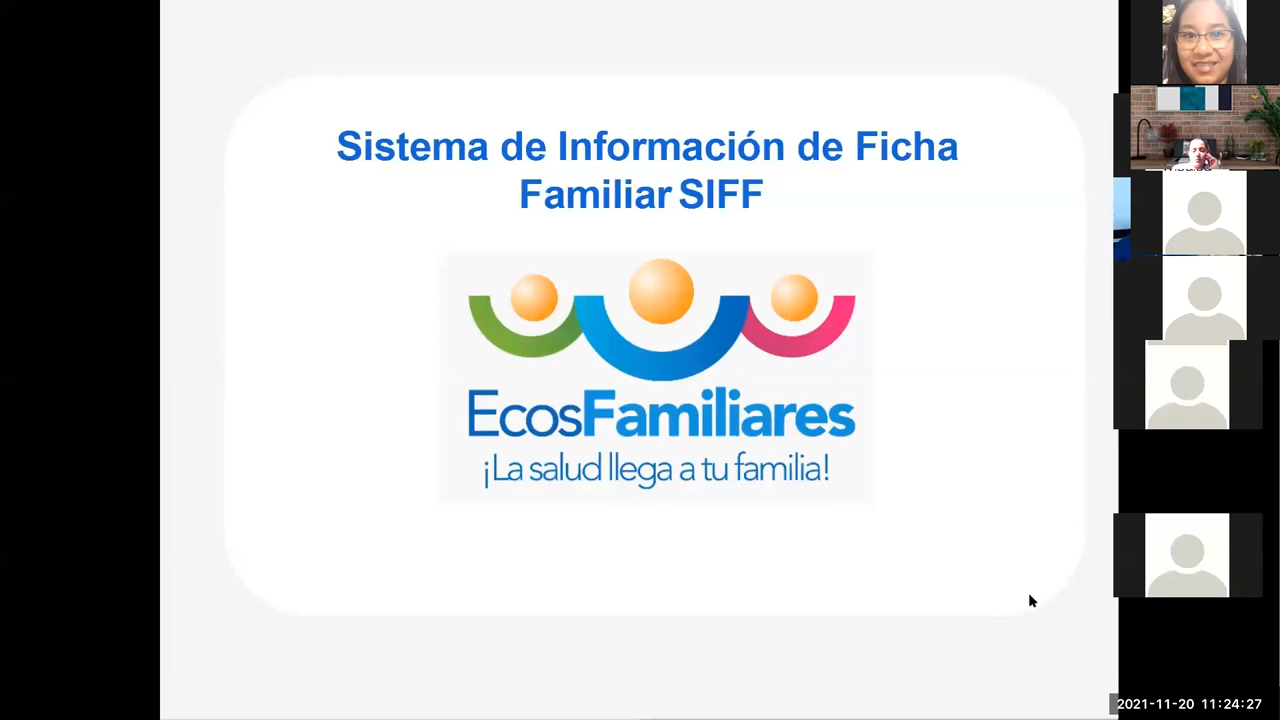 Sistema de Información de Ficha
Familiar SIFF
EcosFamiliares
¡La salud llega a tu familia!
2021-11-20 11:24:27